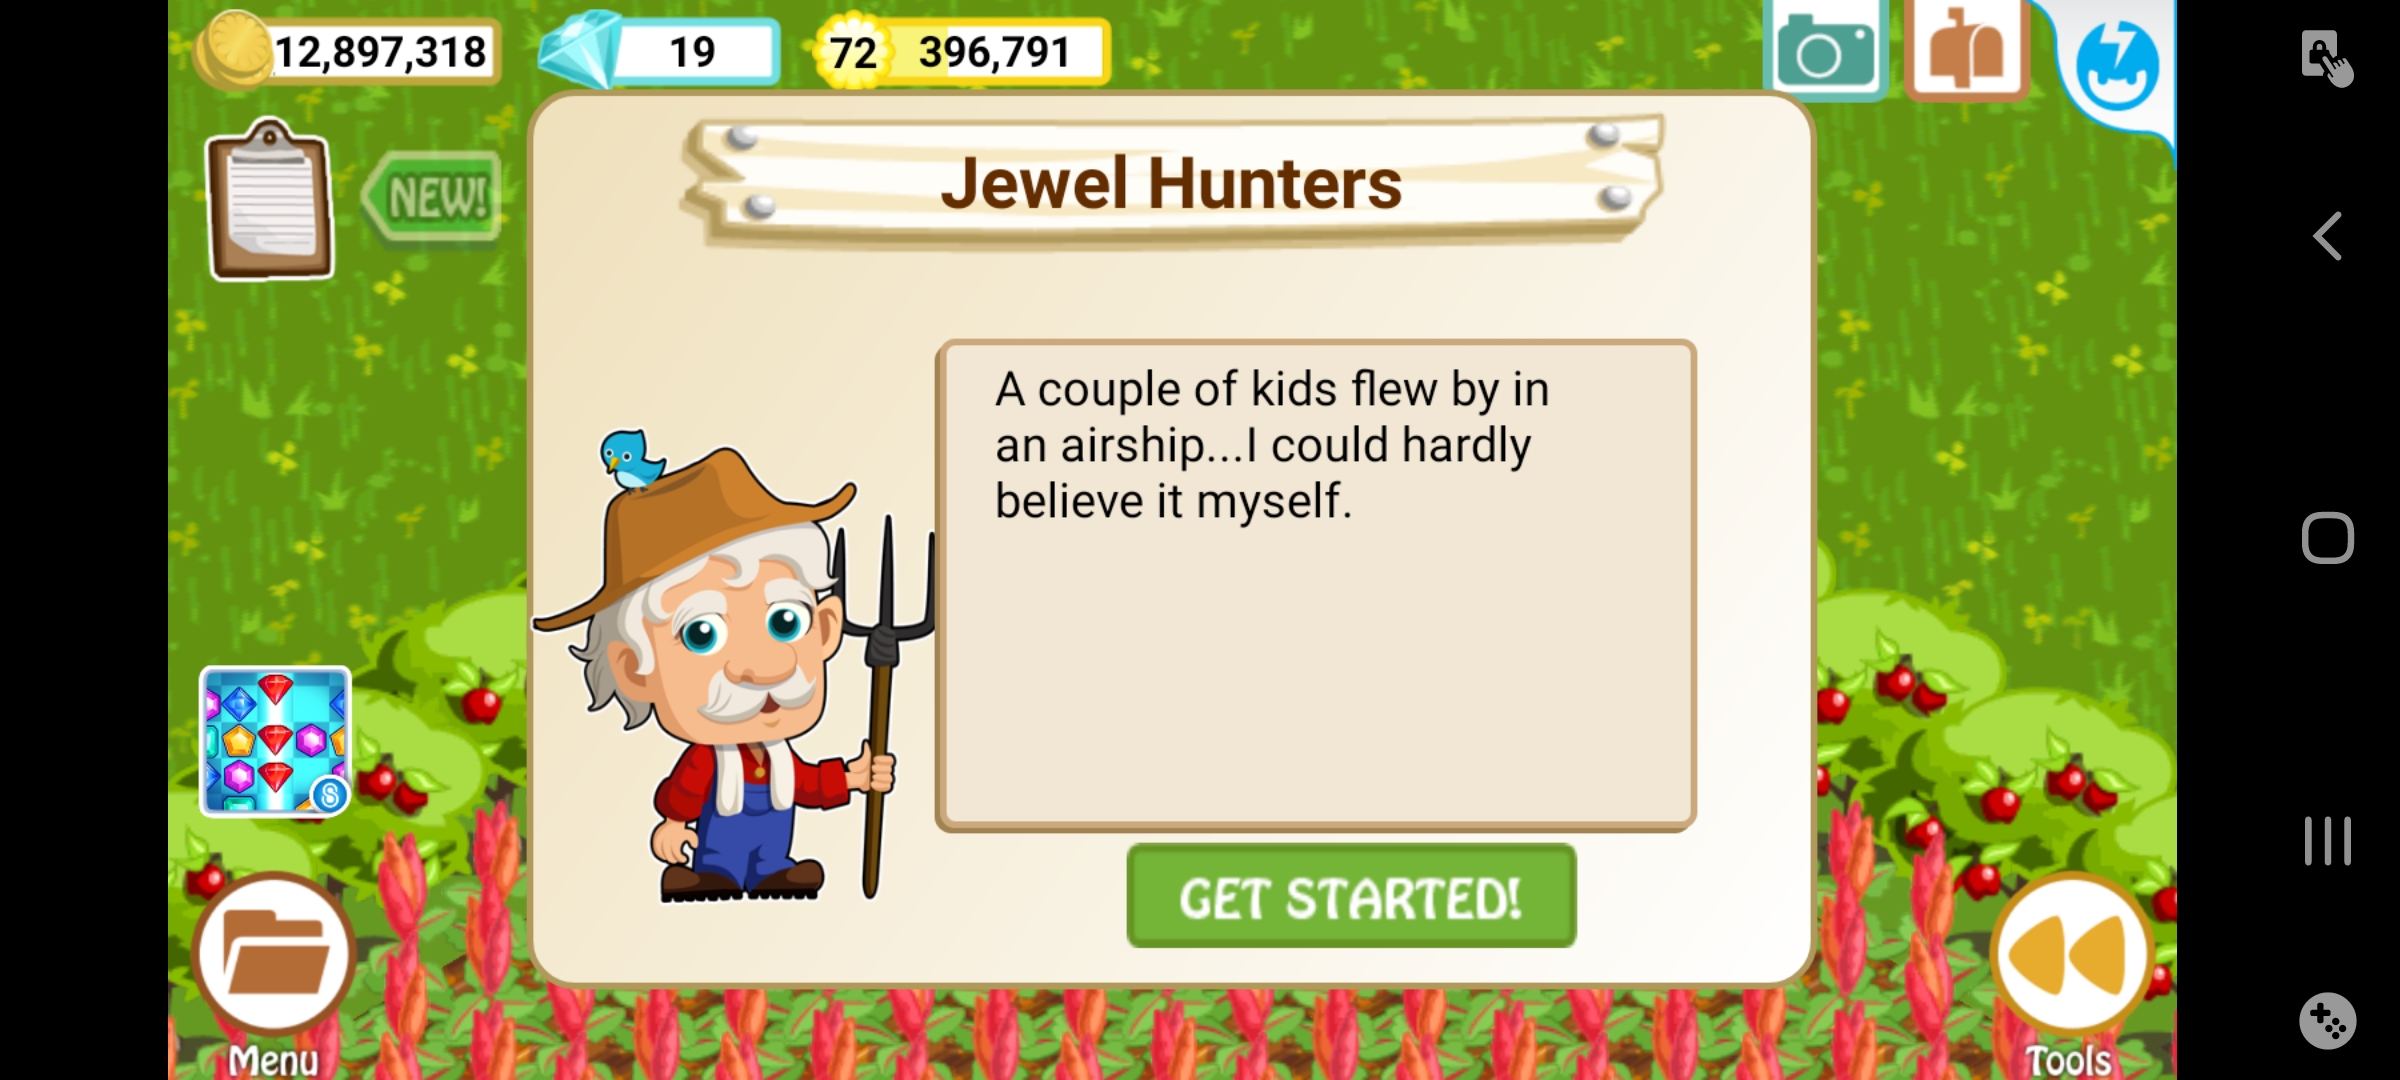 12,897,318
19
72
396,791
NEW!
Jewel Hunters
A couple of kids flew by in
an airship...I could hardly
believe it myself.
GET STARTED!
S
Menu
Tools